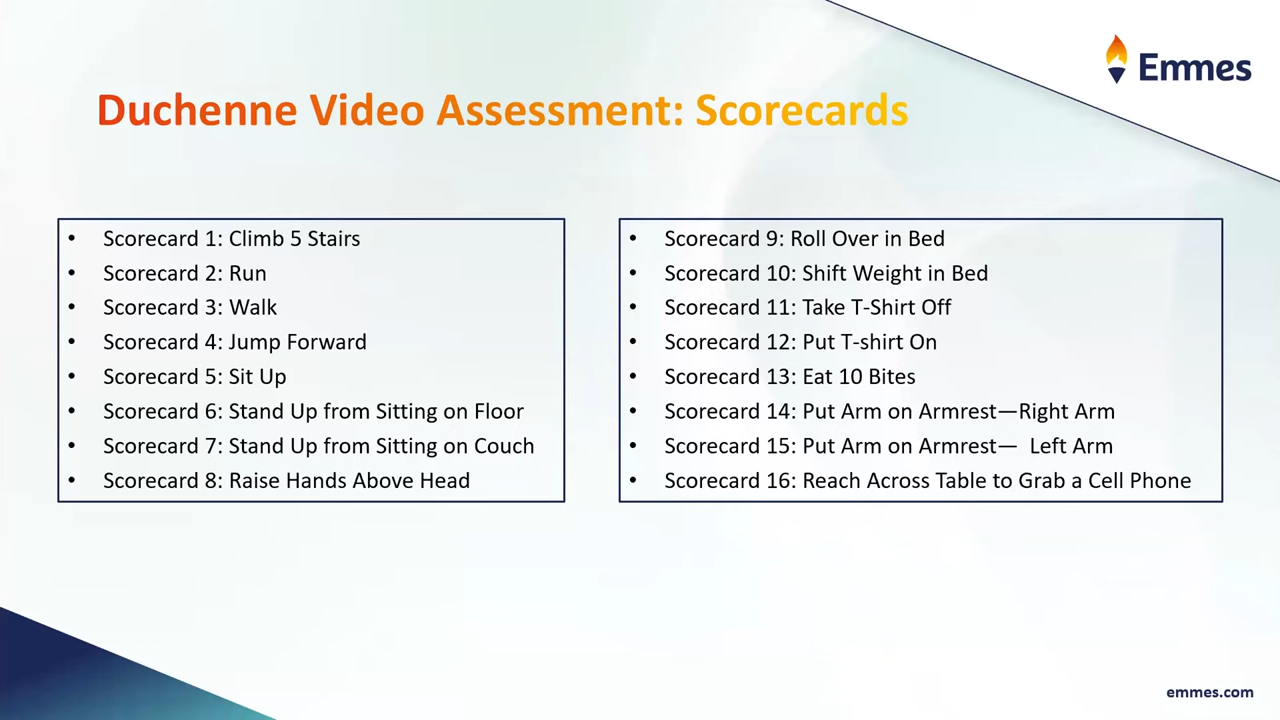 Emmes
Duchenne Video Assessment: Scorecards
• Scorecard 1: Climb 5 Stairs
• Scorecard 2: Run
• Scorecard 3: Walk
• Scorecard 4: Jump Forward
• Scorecard 5: Sit Up
• Scorecard 6: Stand Up from Sitting on Floor
• Scorecard 7: Stand Up from Sitting on Couch
• Scorecard 8: Raise Hands Above Head
• Scorecard 9: Roll Over in Bed
• Scorecard 10: Shift Weight in Bed
• Scorecard 11: Take T-Shirt Off
• Scorecard 12: Put T-shirt On
• Scorecard 13: Eat 10 Bites
• Scorecard 14: Put Arm on Armrest—Right Arm
• Scorecard 15: Put Arm on Armrest— Left Arm
• Scorecard 16: Reach Across Table to Grab a Cell Phone
emmes.com